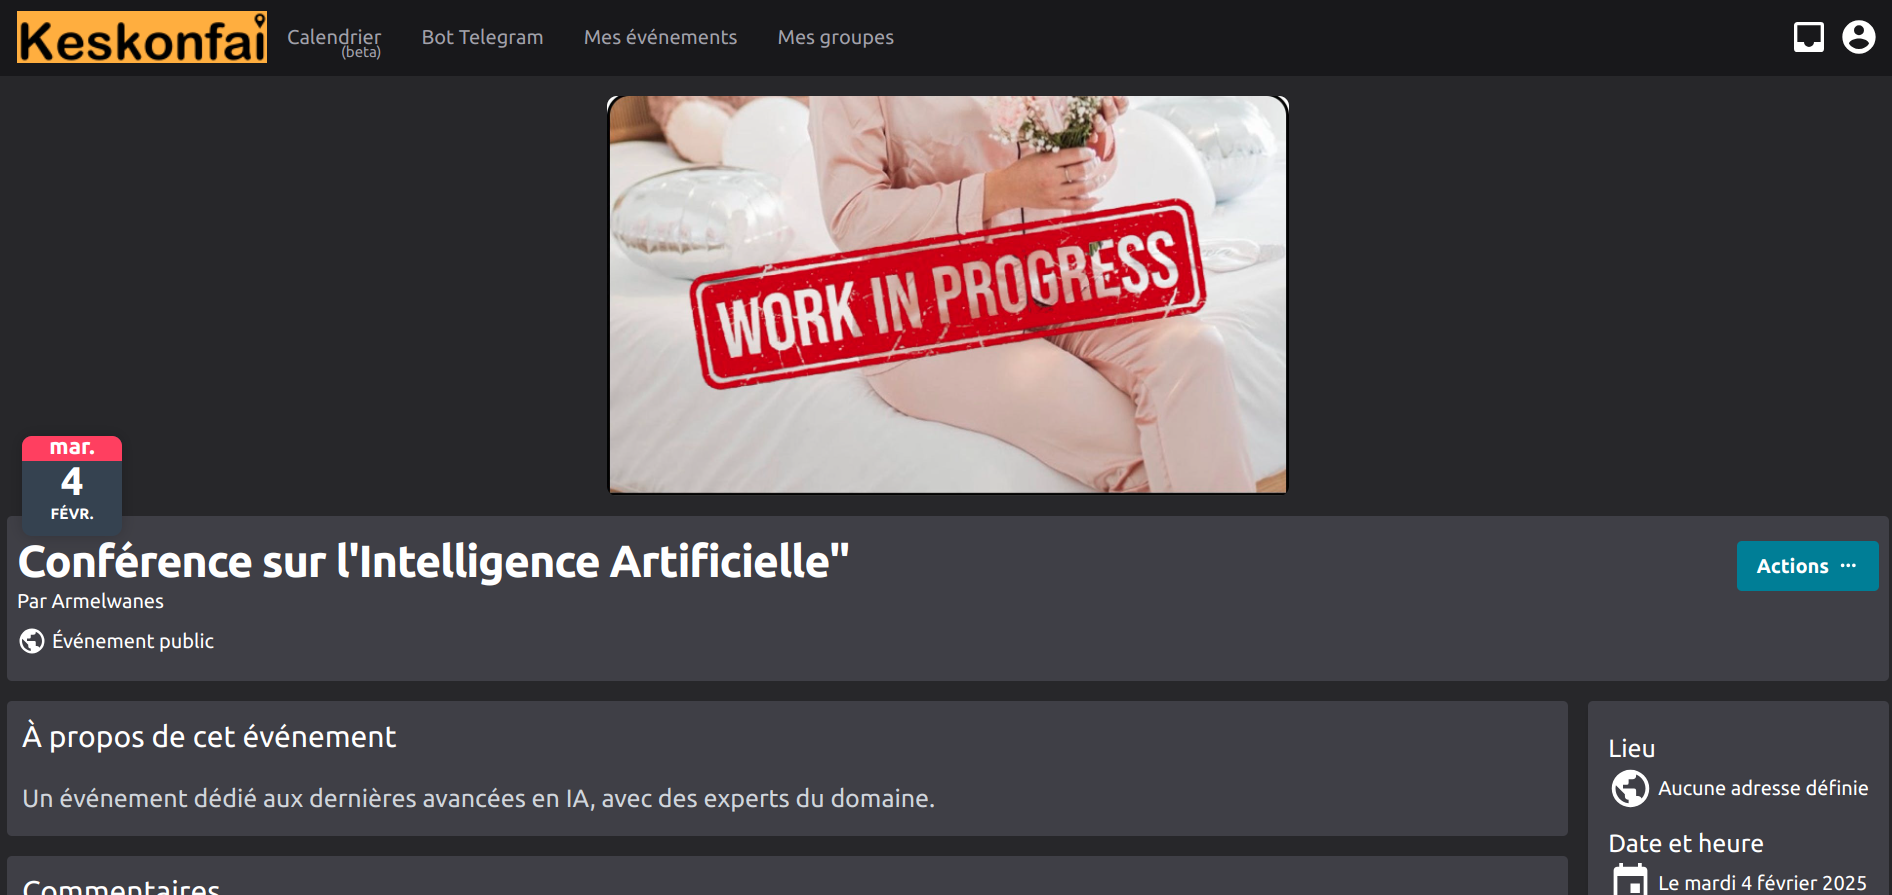 Keskonfai
Calendrier
(beta)
Bot Telegram
Mes événements
Mes groupes
WORK IN PROGRESS
mar.
4
FÉVR.
Conférence sur l'Intelligence Artificielle"
Par Armelwanes
Événement public
Actions ···
À propos de cet événement
Un événement dédié aux dernières avancées en IA, avec des experts du domaine.
Commentaires
Lieu
Aucune adresse définie
Date et heure
Le mardi 4 février 2025